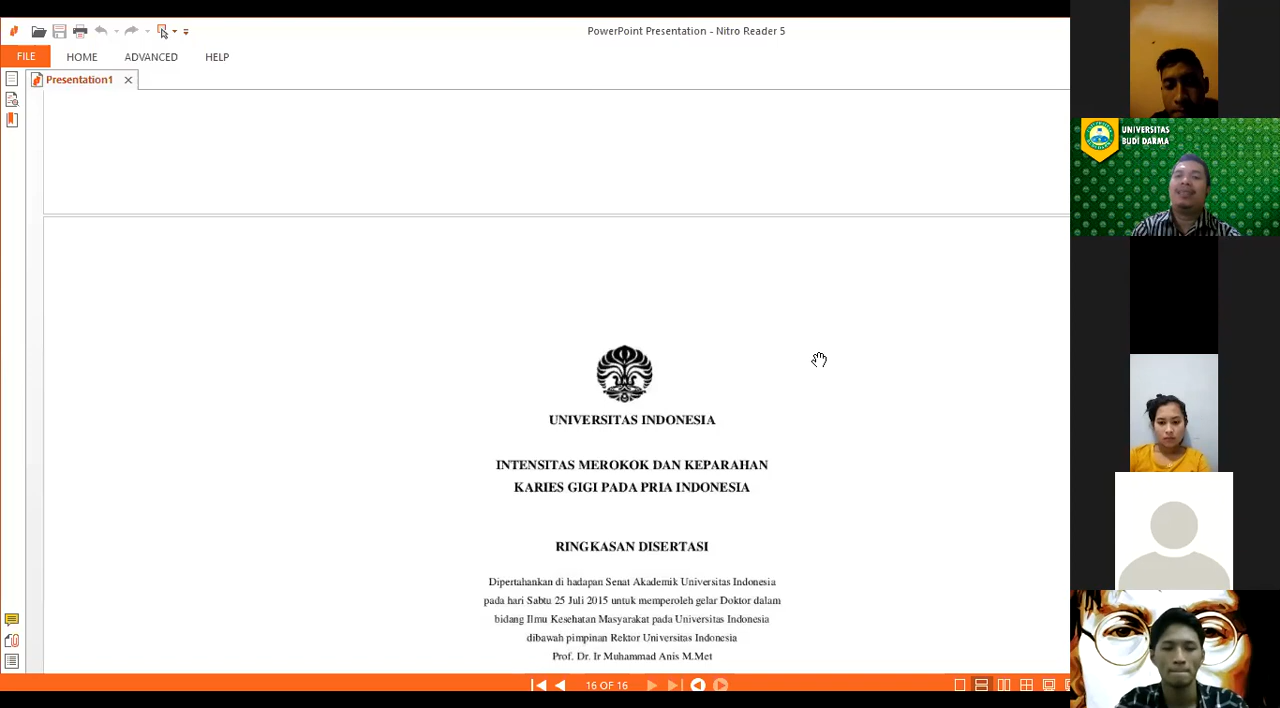 PowerPoint Presentation - Nitro Reader 5
FILE HOME ADVANCED HELP
Presentation1
UNIVERSITAS
BUDI DARMA
UNIVERSITAS INDONESIA
INTENSITAS MEROKOK DAN KEPARAHAN
KARIES GIGI PADA PRIA INDONESIA
RINGKASAN DISERTASI
Dipertahankan di hadapan Senat Akademik Universitas Indonesia
pada hari Sabtu 25 Juli 2015 untuk memperoleh gelar Doktor dalam
bidang Ilmu Kesehatan Masyarakat pada Universitas Indonesia
dibawah pimpinan Rektor Universitas Indonesia
Prof. Dr. Ir Muhammad Anis M.Met
16 OF 16